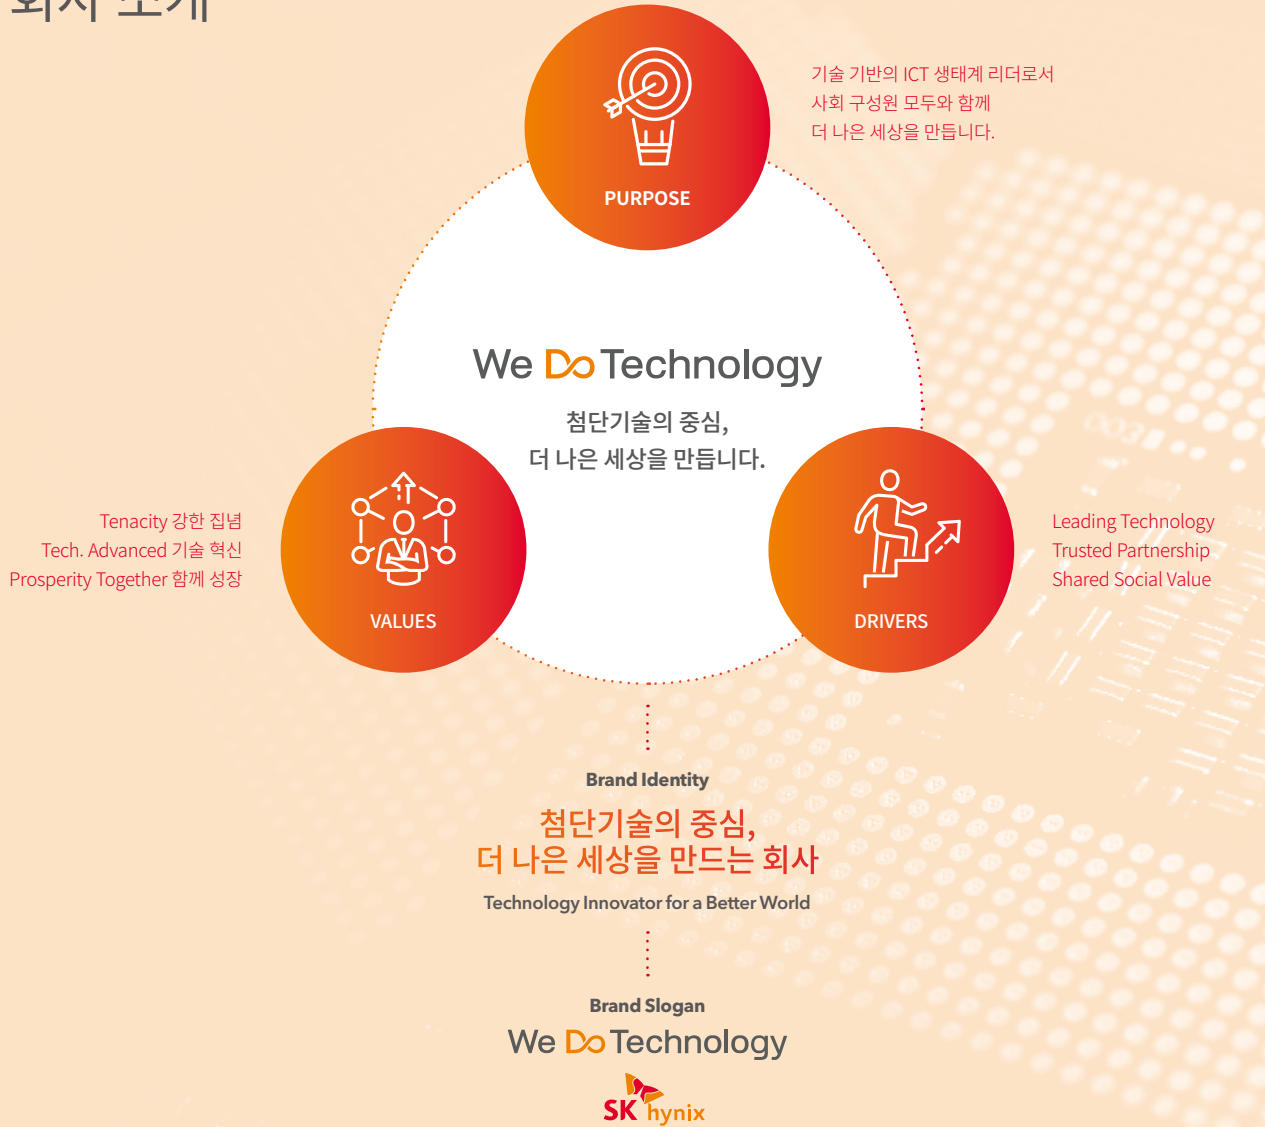 회사 소개
PURPOSE
기술 기반의 ICT 생태계 리더로서
사회 구성원 모두와 함께
더 나은 세상을 만듭니다.
We Do Technology
첨단기술의 중심,
더 나은 세상을 만듭니다.
Tenacity 강한 집념
Tech. Advanced 기술 혁신
Prosperity Together 함께 성장
VALUES
DRIVERS
Leading Technology
Trusted Partnership
Shared Social Value
Brand Identity
첨단기술의 중심,
더 나은 세상을 만드는 회사
Technology Innovator for a Better World
Brand Slogan
We Do Technology
SK hynix